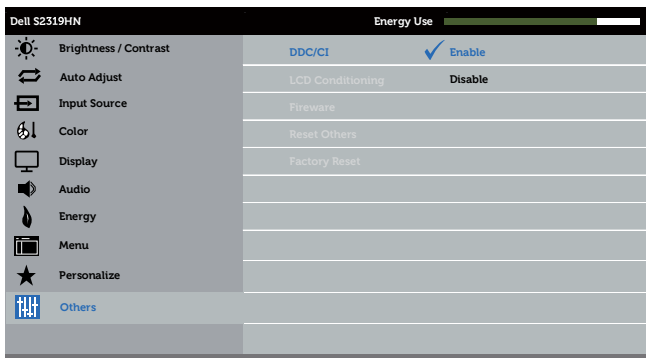 Dell S2319HN Energy Use
Brightness / Contrast
Auto Adjust
Input Source
Color
Display
Audio
Energy
Menu
Personalize
Others
DDC/CI Enable
LCD Conditioning Disable
Fireware
Reset Others
Factory Reset